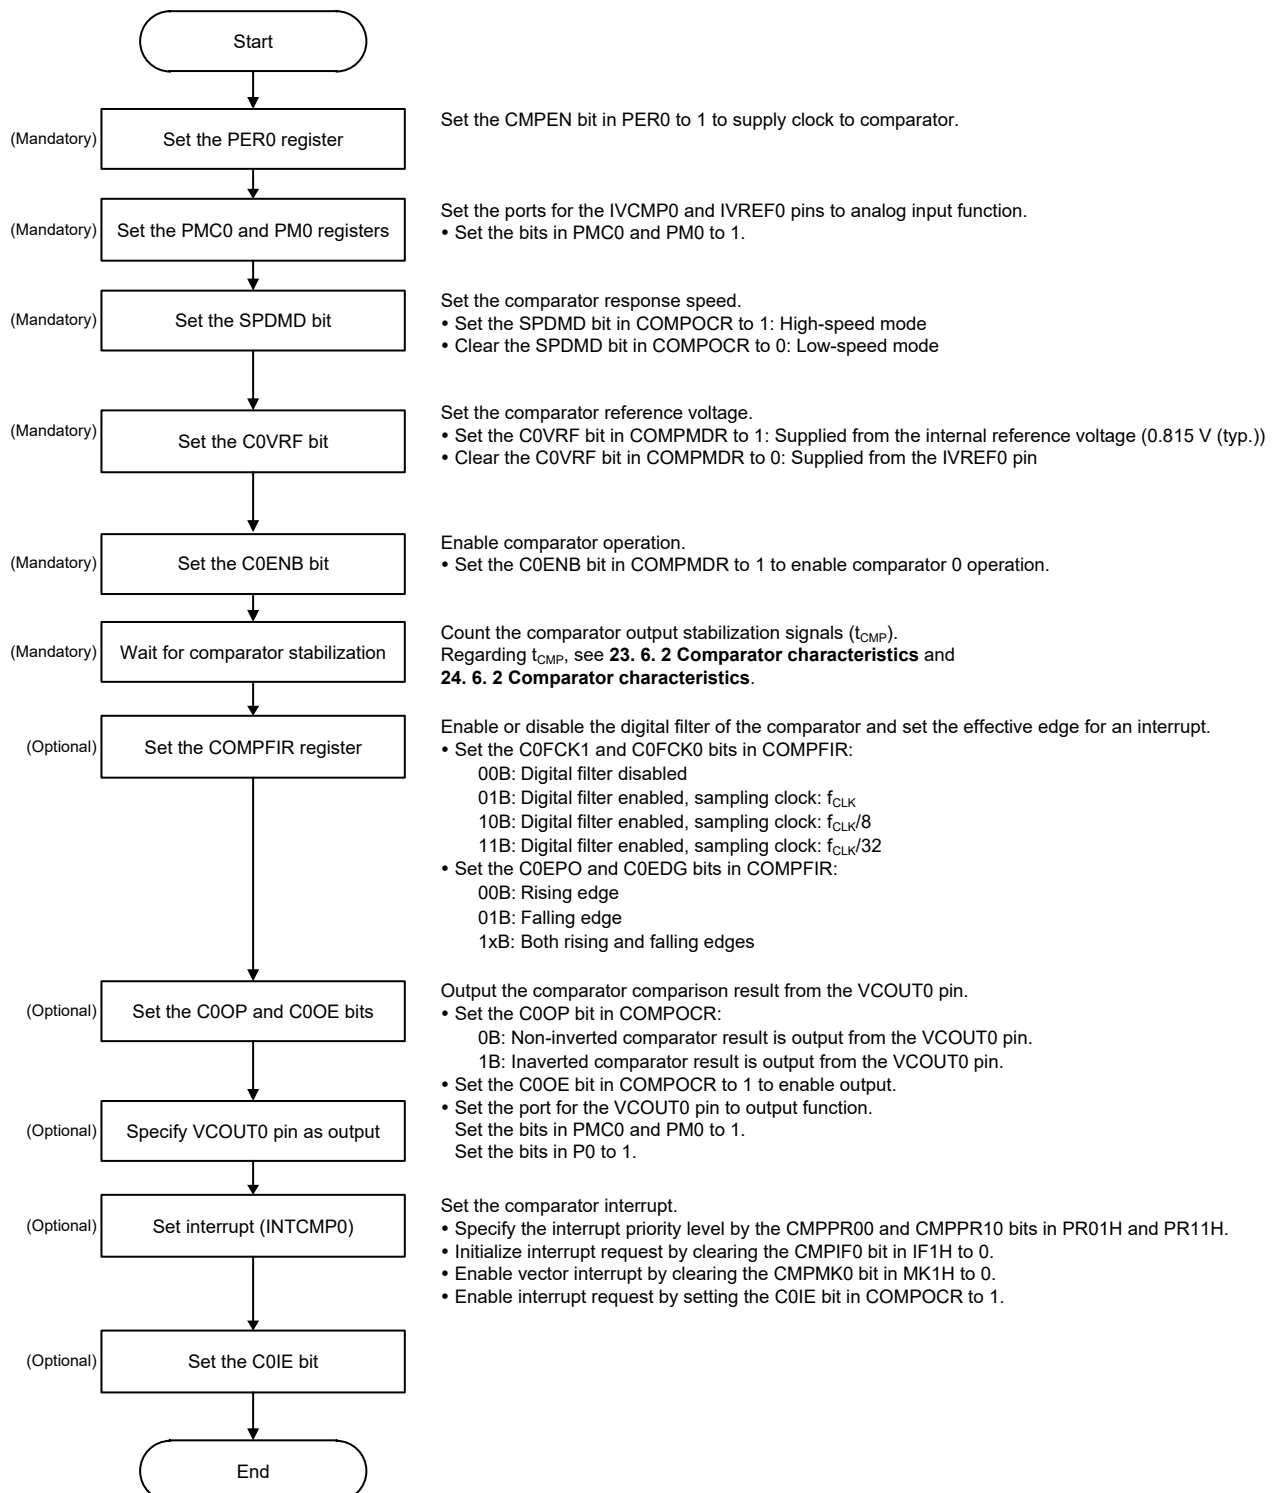 Start
(Mandatory)
Set the PER0 register
Set the CMPEN bit in PER0 to 1 to supply clock to comparator.
(Mandatory)
Set the PMC0 and PM0 registers
Set the ports for the IVCMP0 and IVREF0 pins to analog input function.
• Set the bits in PMC0 and PM0 to 1.
(Mandatory)
Set the SPDMD bit
Set the comparator response speed.
• Set the SPDMD bit in COMPOCR to 1: High-speed mode
• Clear the SPDMD bit in COMPOCR to 0: Low-speed mode
(Mandatory)
Set the C0VRF bit
Set the comparator reference voltage.
• Set the C0VRF bit in COMPMDR to 1: Supplied from the internal reference voltage (0.815 V (typ.))
• Clear the C0VRF bit in COMPMDR to 0: Supplied from the IVREF0 pin
(Mandatory)
Set the C0ENB bit
Enable comparator operation.
• Set the C0ENB bit in COMPMDR to 1 to enable comparator 0 operation.
(Mandatory)
Wait for comparator stabilization
Count the comparator output stabilization signals (tCMP).
Regarding tCMP, see 23. 6. 2 Comparator characteristics and
24. 6. 2 Comparator characteristics.
(Optional)
Set the COMPFIR register
Enable or disable the digital filter of the comparator and set the effective edge for an interrupt.
• Set the C0FCK1 and C0FCK0 bits in COMPFIR:
00B: Digital filter disabled
01B: Digital filter enabled, sampling clock: fCLK
10B: Digital filter enabled, sampling clock: fCLK/8
11B: Digital filter enabled, sampling clock: fCLK/32
• Set the C0EPO and C0EDG bits in COMPFIR:
00B: Rising edge
01B: Falling edge
1xB: Both rising and falling edges
(Optional)
Set the C0OP and C0OE bits
Output the comparator comparison result from the VCOUT0 pin.
• Set the C0OP bit in COMPOCR:
0B: Non-inverted comparator result is output from the VCOUT0 pin.
1B: Inaverted comparator result is output from the VCOUT0 pin.
• Set the C0OE bit in COMPOCR to 1 to enable output.
(Optional)
Specify VCOUT0 pin as output
• Set the port for the VCOUT0 pin to output function.
Set the bits in PMC0 and PM0 to 1.
Set the bits in P0 to 1.
(Optional)
Set interrupt (INTCMP0)
Set the comparator interrupt.
• Specify the interrupt priority level by the CMPPR00 and CMPPR10 bits in PR01H and PR11H.
• Initialize interrupt request by clearing the CMPIF0 bit in IF1H to 0.
• Enable vector interrupt by clearing the CMPMK0 bit in MK1H to 0.
• Enable interrupt request by setting the C0IE bit in COMPOCR to 1.
(Optional)
Set the C0IE bit
End